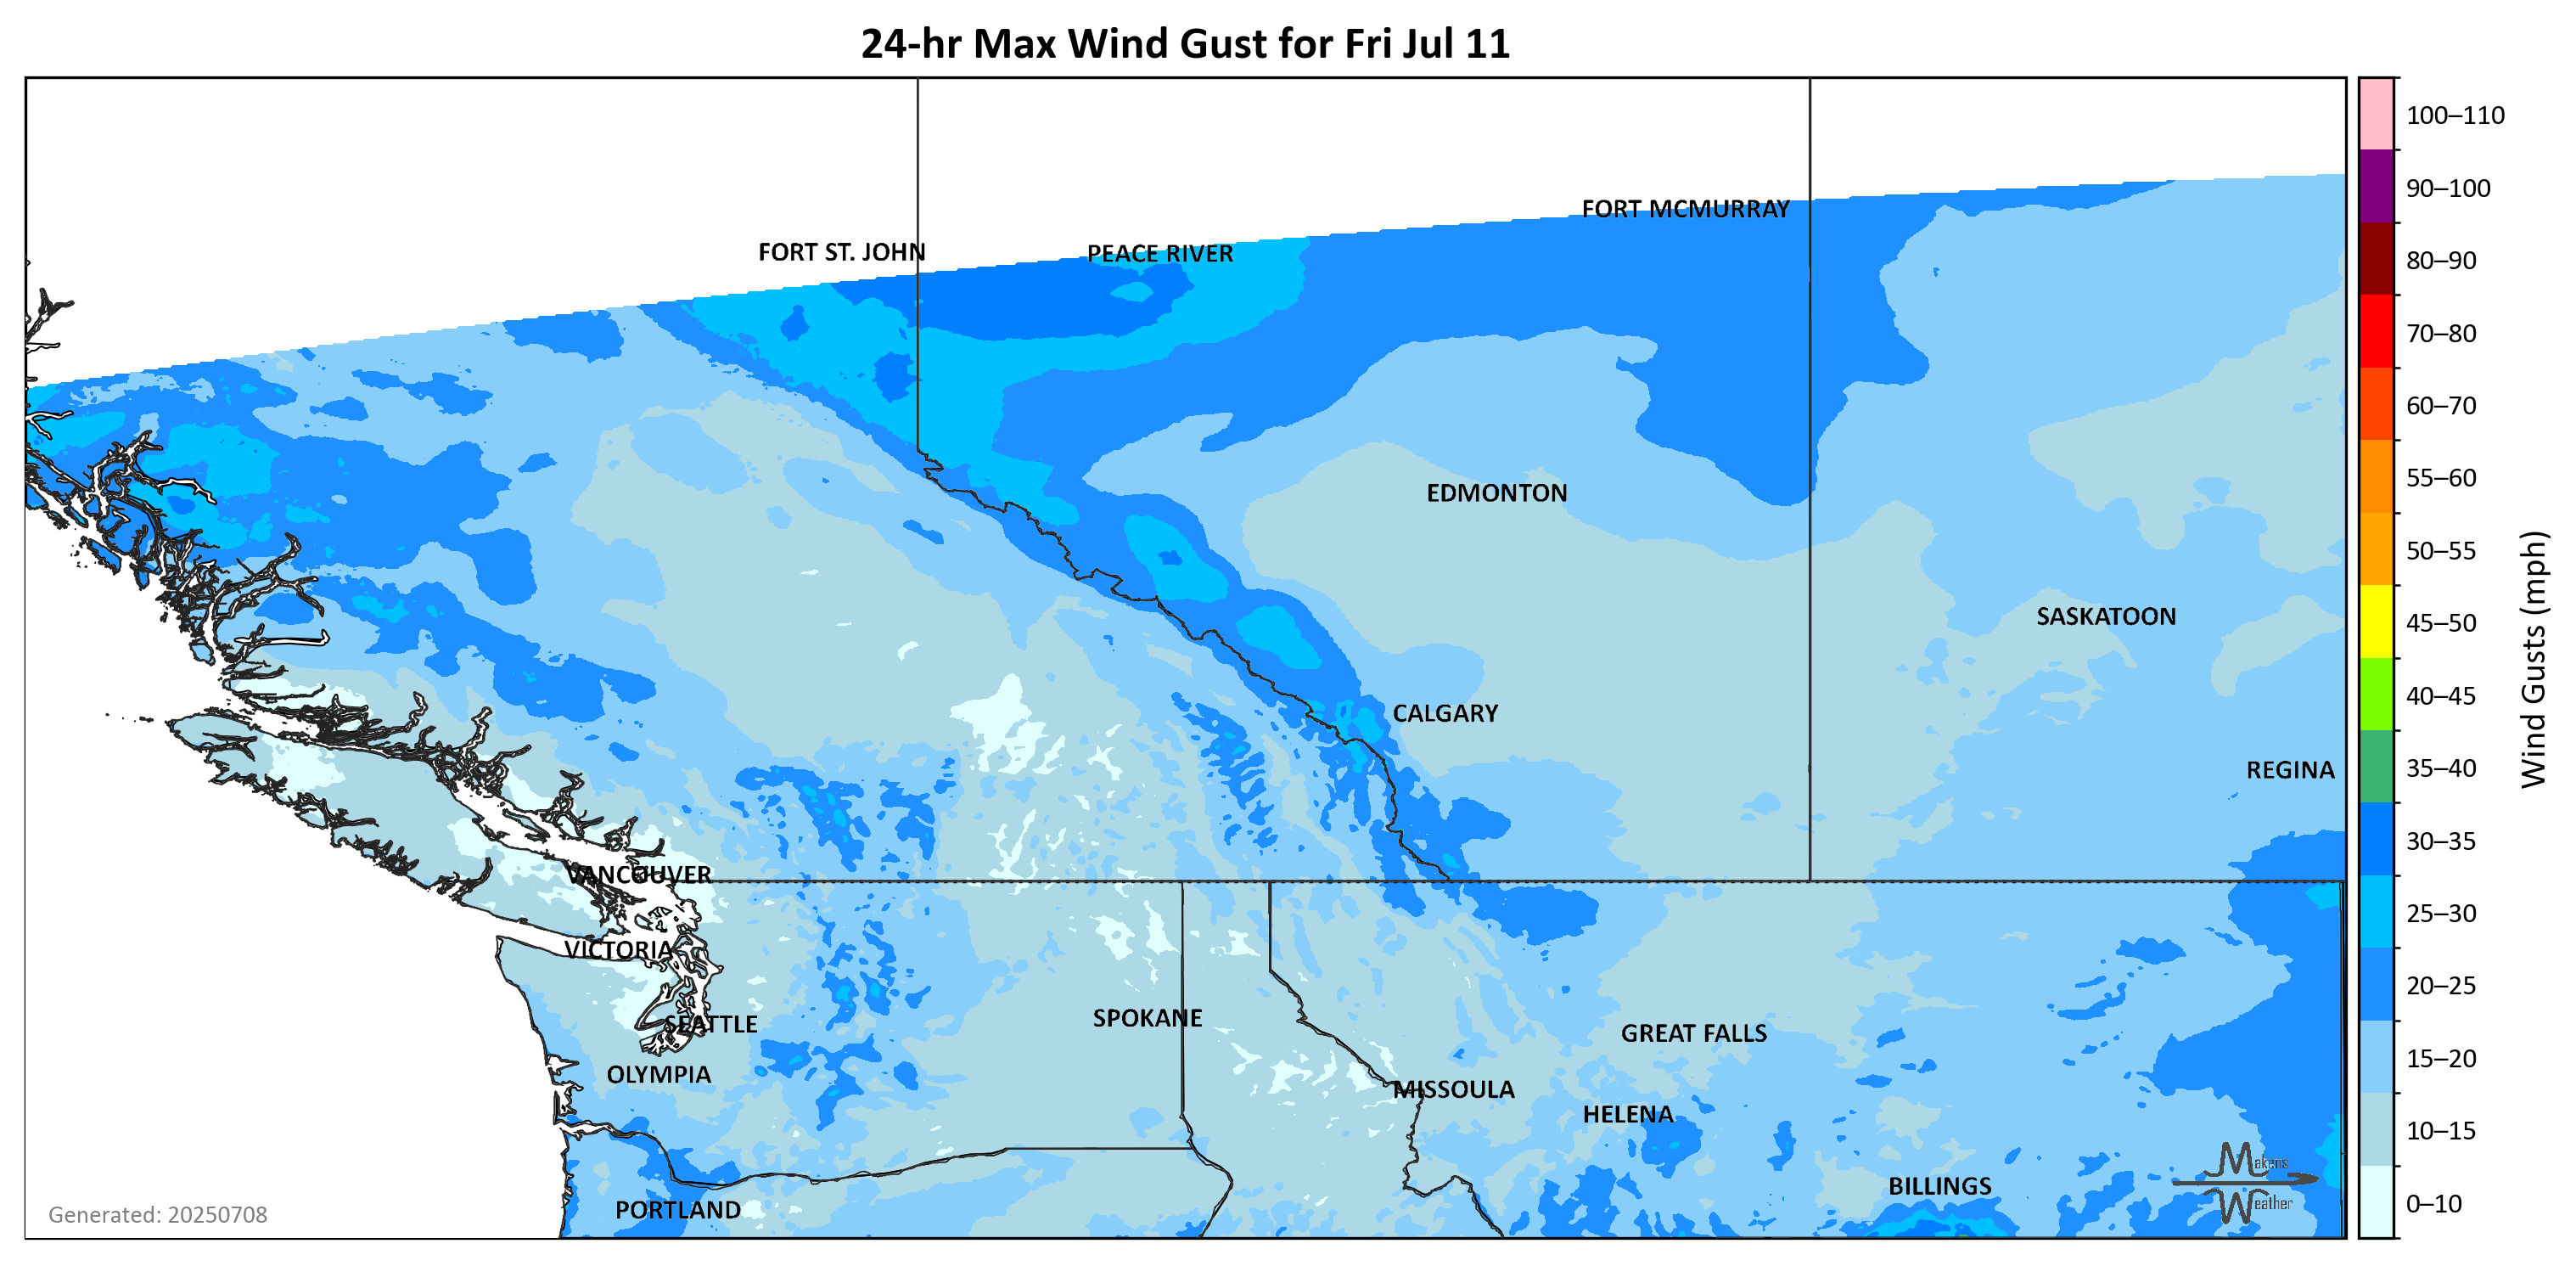 24-hr Max Wind Gust for Fri Jul 11
FORT MCMURRAY
FORT ST. JOHN
PEACE RIVER
EDMONTON
SASKATOON
CALGARY
REGINA
VANCOUVER
VICTORIA
SPOKANE
SEATTLE
GREAT FALLS
OLYMPIA
MISSOULA
HELENA
BILLINGS
PORTLAND
Makens
Weather
Generated: 20250708
100–110
90–100
80–90
70–80
60–70
55–60
50–55
45–50
40–45
35–40
30–35
25–30
20–25
15–20
10–15
0–10
Wind Gusts (mph)